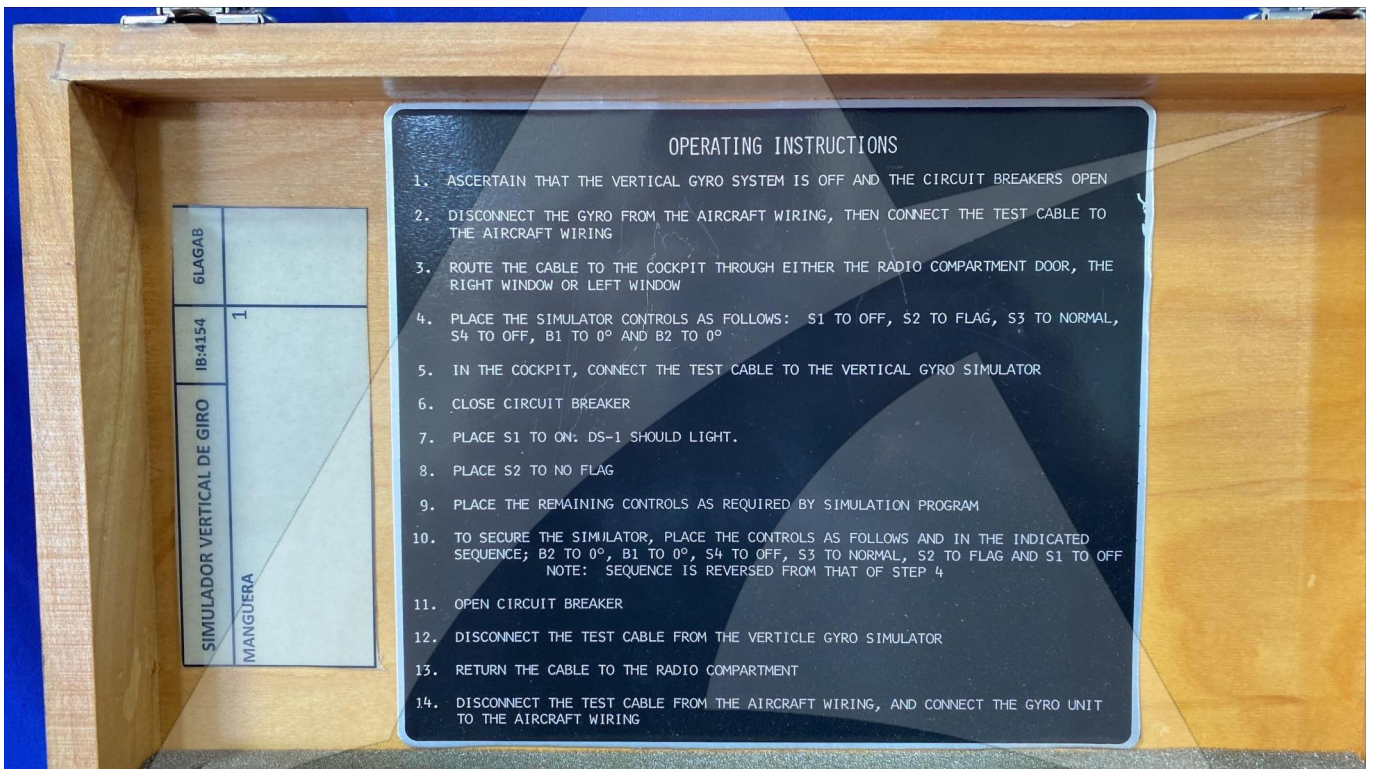 SIMULADOR VERTICAL DE GIRO IB:4154 6LAGAB
MANGUERA 1
OPERATING INSTRUCTIONS
1. ASCERTAIN THAT THE VERTICAL GYRO SYSTEM IS OFF AND THE CIRCUIT BREAKERS OPEN
2. DISCONNECT THE GYRO FROM THE AIRCRAFT WIRING, THEN CONNECT THE TEST CABLE TO
THE AIRCRAFT WIRING
3. ROUTE THE CABLE TO THE COCKPIT THROUGH EITHER THE RADIO COMPARTMENT DOOR, THE
RIGHT WINDOW OR LEFT WINDOW
4. PLACE THE SIMULATOR CONTROLS AS FOLLOWS: S1 TO OFF, S2 TO FLAG, S3 TO NORMAL,
S4 TO OFF, B1 TO 0° AND B2 TO 0°
5. IN THE COCKPIT, CONNECT THE TEST CABLE TO THE VERTICAL GYRO SIMULATOR
6. CLOSE CIRCUIT BREAKER
7. PLACE S1 TO ON. DS-1 SHOULD LIGHT.
8. PLACE S2 TO NO FLAG
9. PLACE THE REMAINING CONTROLS AS REQUIRED BY SIMULATION PROGRAM
10. TO SECURE THE SIMULATOR, PLACE THE CONTROLS AS FOLLOWS AND IN THE INDICATED
SEQUENCE; B2 TO 0°, B1 TO 0°, S4 TO OFF, S3 TO NORMAL, S2 TO FLAG AND S1 TO OFF
NOTE: SEQUENCE IS REVERSED FROM THAT OF STEP 4
11. OPEN CIRCUIT BREAKER
12. DISCONNECT THE TEST CABLE FROM THE VERTICLE GYRO SIMULATOR
13. RETURN THE CABLE TO THE RADIO COMPARTMENT
14. DISCONNECT THE TEST CABLE FROM THE AIRCRAFT WIRING, AND CONNECT THE GYRO UNIT
TO THE AIRCRAFT WIRING